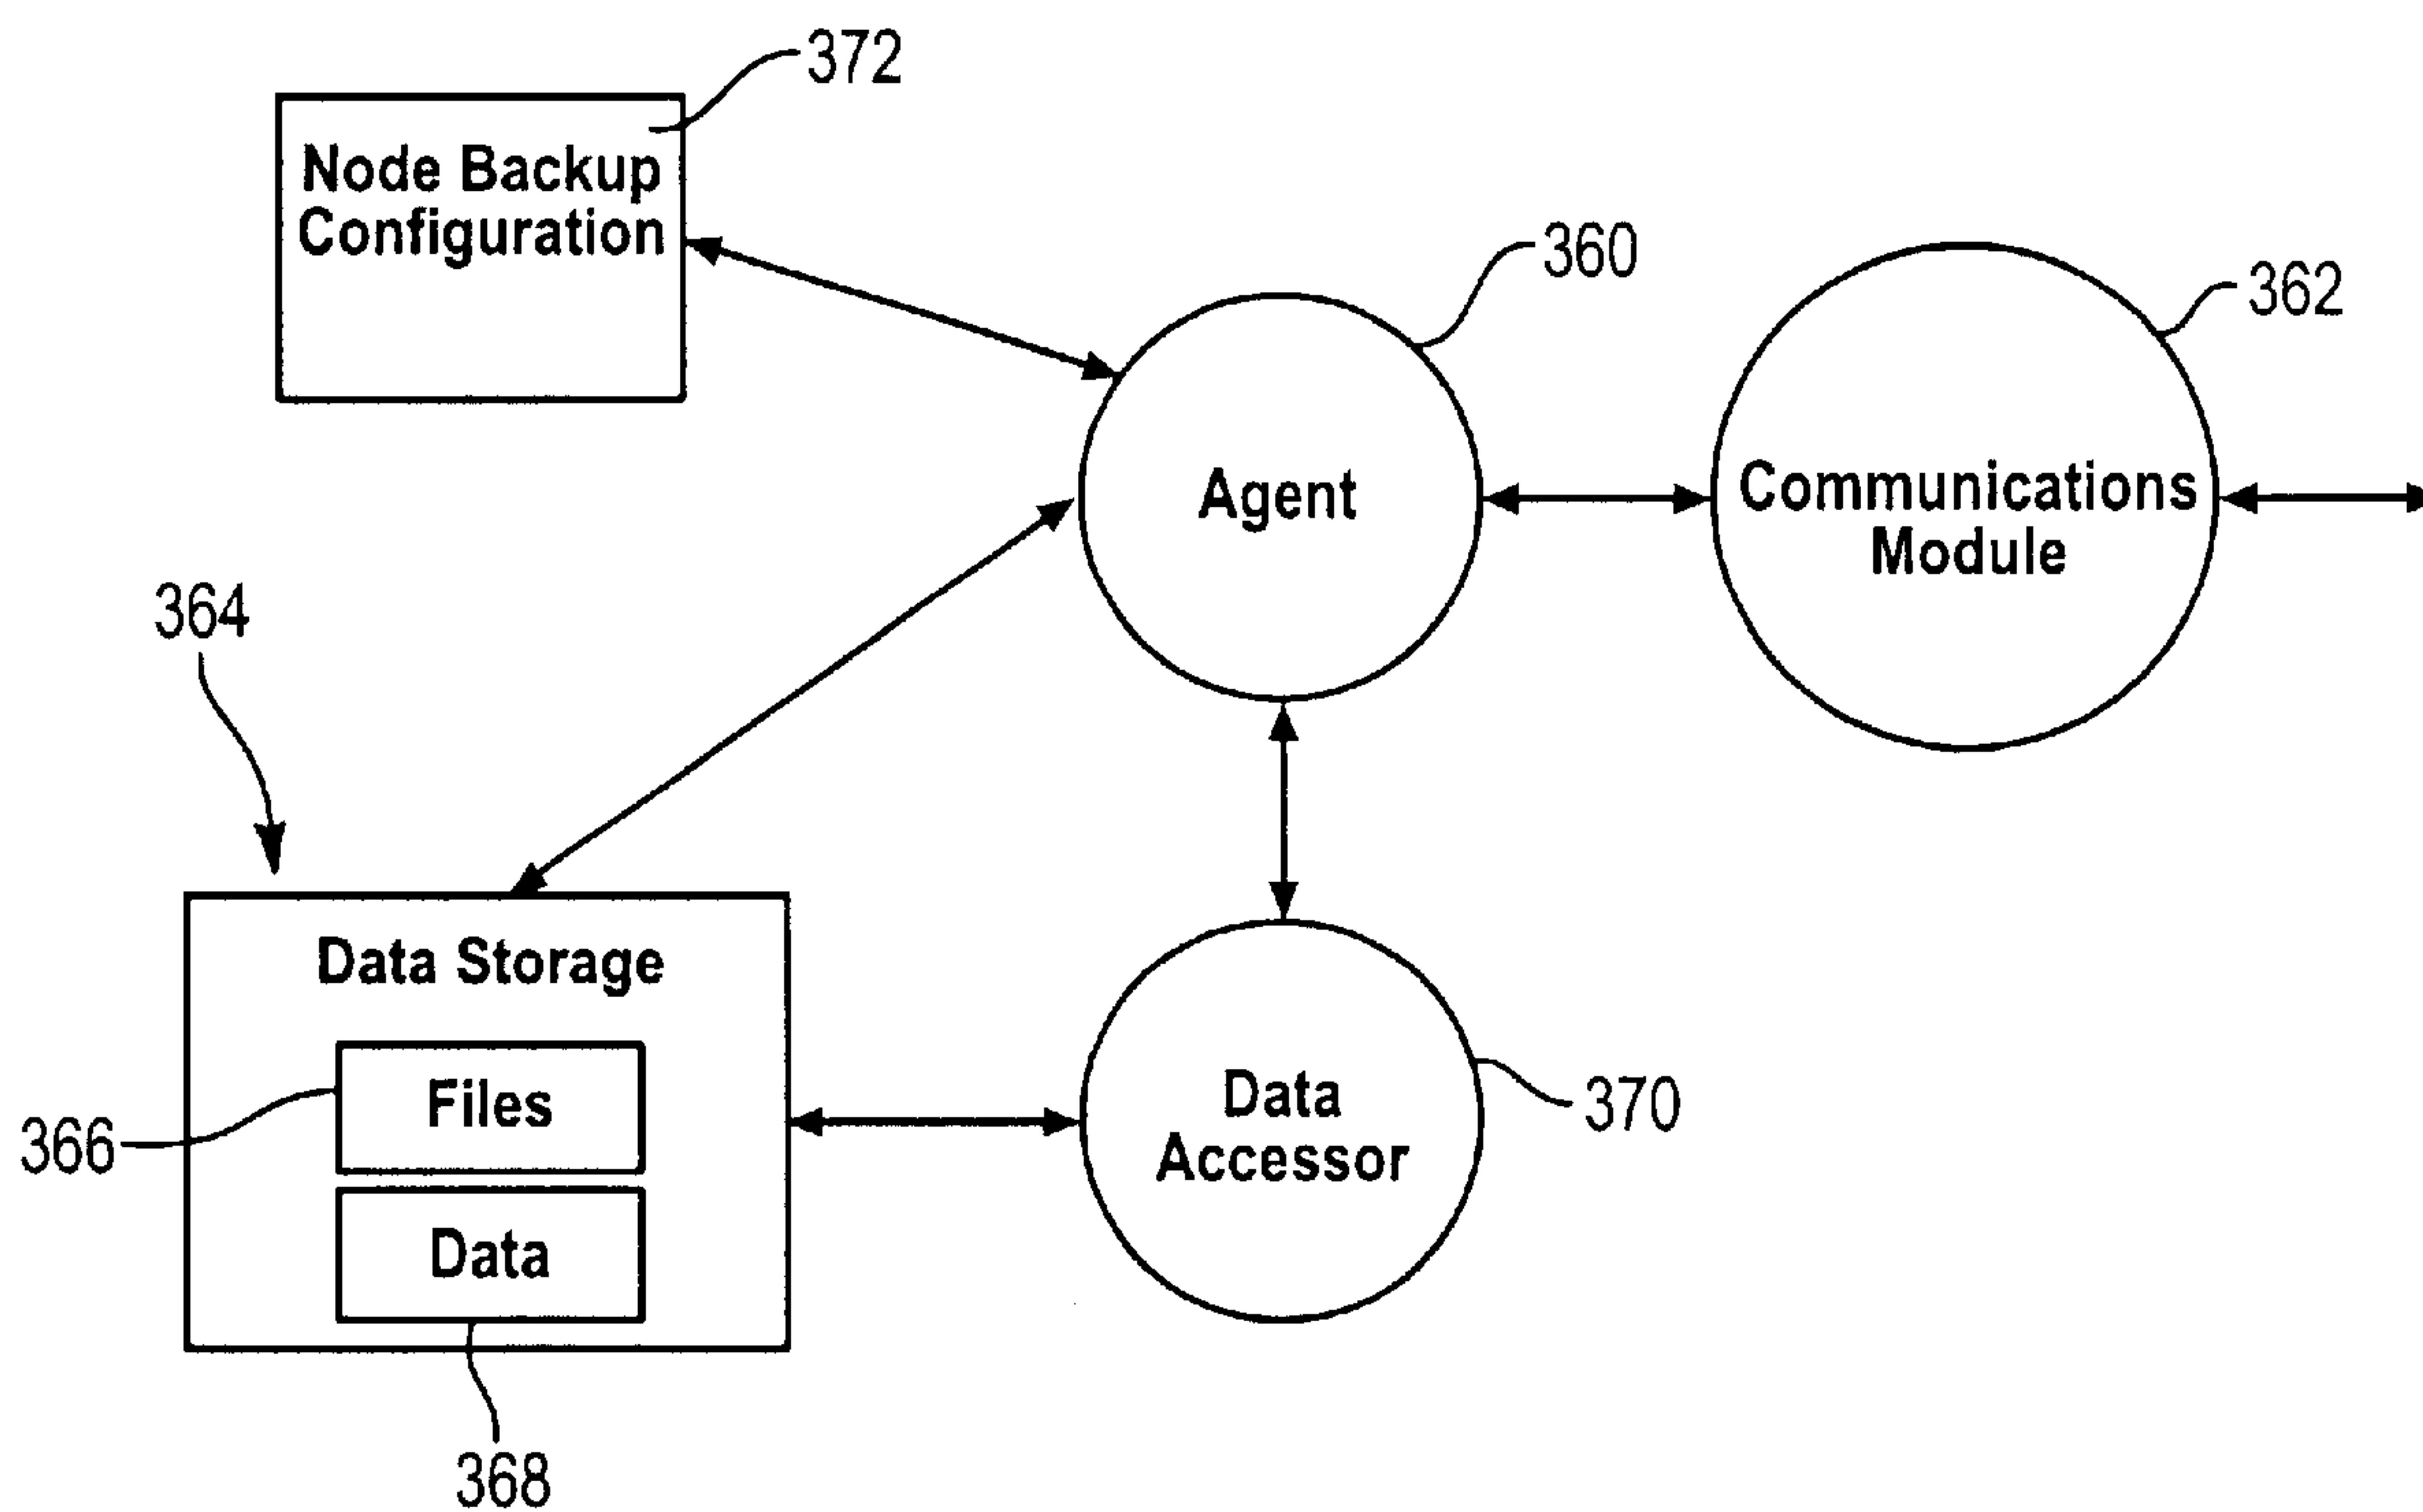 372
Node Backup
Configuration
360
362
Agent
Communications
Module
364
Data Storage
Files
366
Data
Data
Accessor
370
368